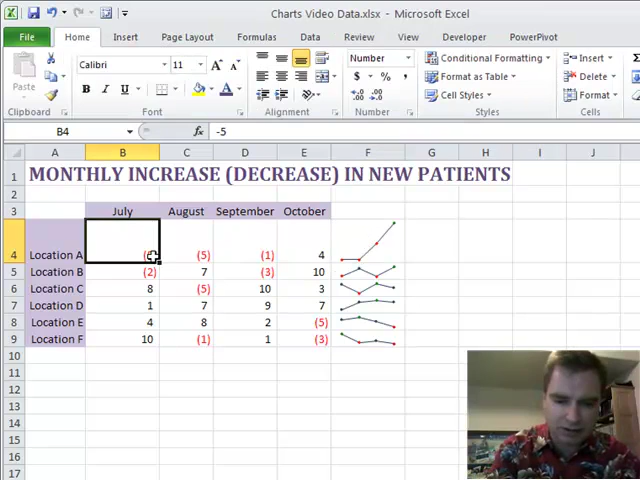 Charts Video Data.xlsx - Microsoft Excel
File Home Insert Page Layout Formulas Data Review View Developer PowerPivot
Paste
Calibri 11 A A
B I U A
Number
$ % ,
.0 .00 .00 .0
Conditional Formatting
Format as Table
Cell Styles
Insert
Delete
Format
Clipboard Font Alignment Number Styles Cells
B4 fx -5
A B C D E F G H I J
1 MONTHLY INCREASE (DECREASE) IN NEW PATIENTS
2
3 July August September October
4 Location A (5) (1) 4
5 Location B (2) 7 (3) 10
6 Location C 8 (5) 10 3
7 Location D 1 7 9 7
8 Location E 4 8 2 (5)
9 Location F 10 (1) 1 (3)
10
11
12
13
14
15
16
17